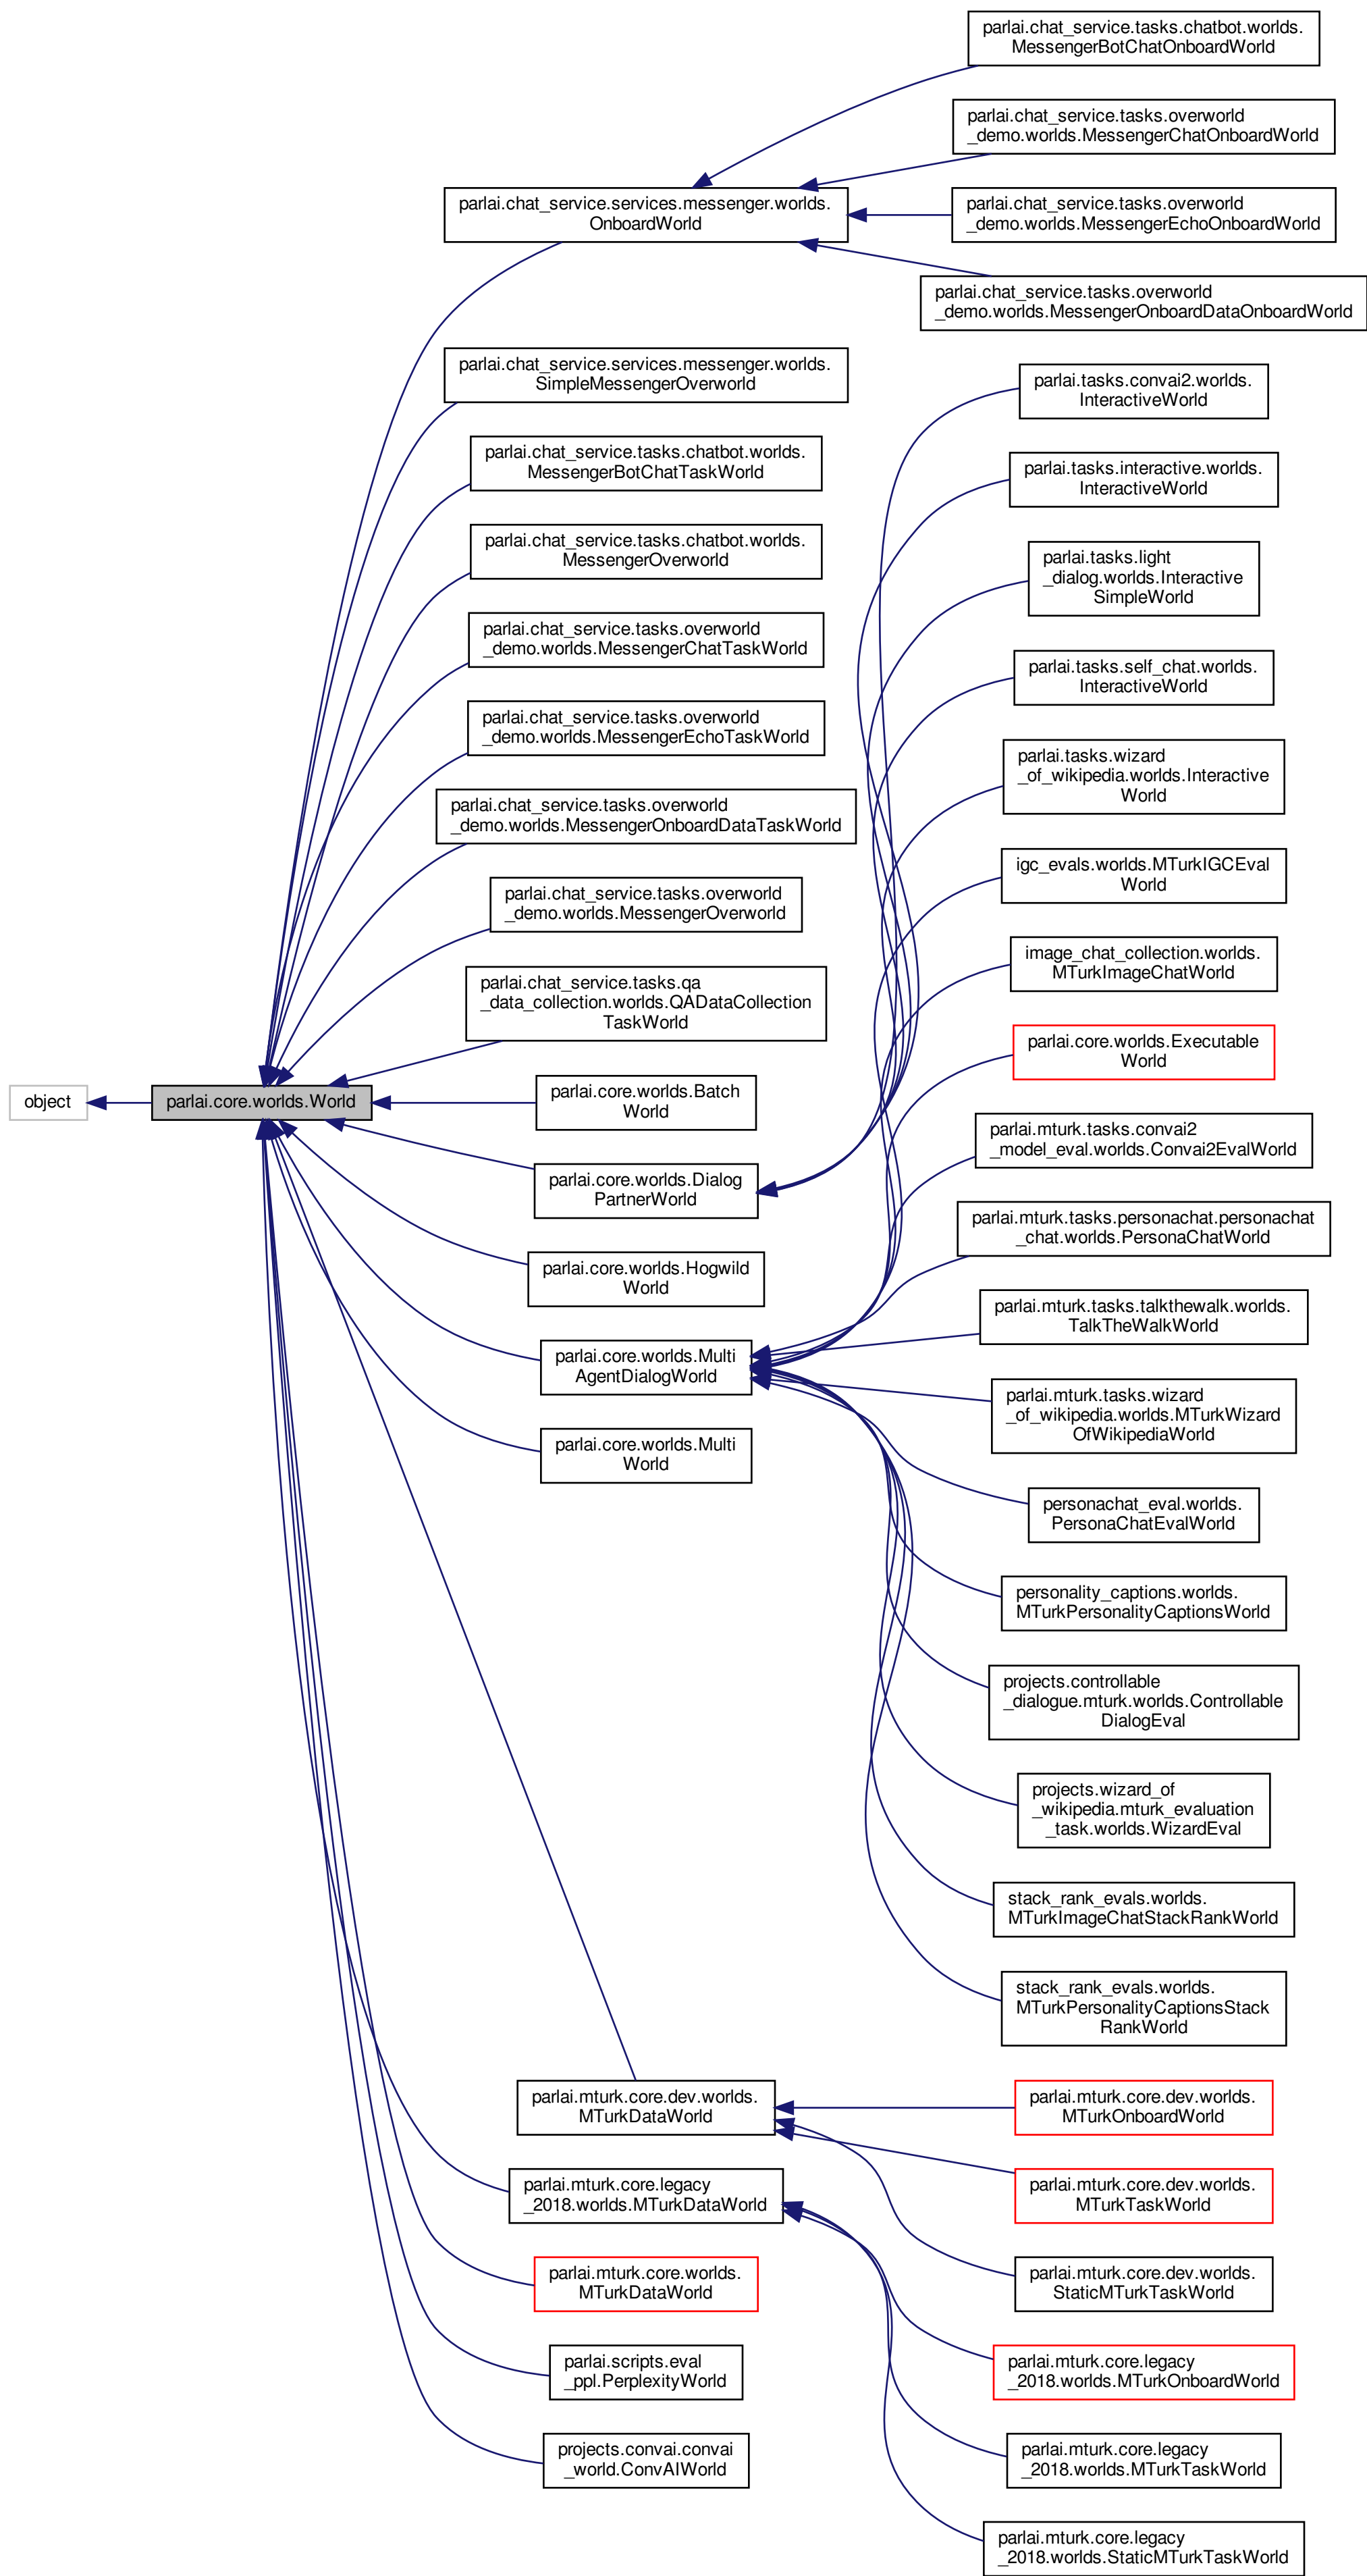 object
parlai.core.worlds.World
parlai.chat_service.services.messenger.worlds.
OnboardWorld
parlai.chat_service.services.messenger.worlds.
SimpleMessengerOverworld
parlai.chat_service.tasks.chatbot.worlds.
MessengerBotChatTaskWorld
parlai.chat_service.tasks.chatbot.worlds.
MessengerOverworld
parlai.chat_service.tasks.overworld
_demo.worlds.MessengerChatTaskWorld
parlai.chat_service.tasks.overworld
_demo.worlds.MessengerEchoTaskWorld
parlai.chat_service.tasks.overworld
_demo.worlds.MessengerOnboardDataTaskWorld
parlai.chat_service.tasks.overworld
_demo.worlds.MessengerOverworld
parlai.chat_service.tasks.qa
_data_collection.worlds.QADataCollection
TaskWorld
parlai.core.worlds.Batch
World
parlai.core.worlds.Dialog
PartnerWorld
parlai.core.worlds.Hogwild
World
parlai.core.worlds.Multi
AgentDialogWorld
parlai.core.worlds.Multi
World
parlai.mturk.core.dev.worlds.
MTurkDataWorld
parlai.mturk.core.legacy
_2018.worlds.MTurkDataWorld
parlai.mturk.core.worlds.
MTurkDataWorld
parlai.scripts.eval
_ppl.PerplexityWorld
projects.convai.convai
_world.ConvAIWorld
parlai.chat_service.tasks.chatbot.worlds.
MessengerBotChatOnboardWorld
parlai.chat_service.tasks.overworld
_demo.worlds.MessengerChatOnboardWorld
parlai.chat_service.tasks.overworld
_demo.worlds.MessengerEchoOnboardWorld
parlai.chat_service.tasks.overworld
_demo.worlds.MessengerOnboardDataOnboardWorld
parlai.tasks.convai2.worlds.
InteractiveWorld
parlai.tasks.interactive.worlds.
InteractiveWorld
parlai.tasks.light
_dialog.worlds.Interactive
SimpleWorld
parlai.tasks.self_chat.worlds.
InteractiveWorld
parlai.tasks.wizard
_of_wikipedia.worlds.Interactive
World
igc_evals.worlds.MTurkIGCEval
World
image_chat_collection.worlds.
MTurkImageChatWorld
parlai.core.worlds.Executable
World
parlai.mturk.tasks.convai2
_model_eval.worlds.Convai2EvalWorld
parlai.mturk.tasks.personachat.personachat
_chat.worlds.PersonaChatWorld
parlai.mturk.tasks.talkthewalk.worlds.
TalkTheWalkWorld
parlai.mturk.tasks.wizard
_of_wikipedia.worlds.MTurkWizard
OfWikipediaWorld
personachat_eval.worlds.
PersonaChatEvalWorld
personality_captions.worlds.
MTurkPersonalityCaptionsWorld
projects.controllable
_dialogue.mturk.worlds.Controllable
DialogEval
projects.wizard_of
_wikipedia.mturk_evaluation
_task.worlds.WizardEval
stack_rank_evals.worlds.
MTurkImageChatStackRankWorld
stack_rank_evals.worlds.
MTurkPersonalityCaptionsStack
RankWorld
parlai.mturk.core.dev.worlds.
MTurkOnboardWorld
parlai.mturk.core.dev.worlds.
MTurkTaskWorld
parlai.mturk.core.dev.worlds.
StaticMTurkTaskWorld
parlai.mturk.core.legacy
_2018.worlds.MTurkOnboardWorld
parlai.mturk.core.legacy
_2018.worlds.MTurkTaskWorld
parlai.mturk.core.legacy
_2018.worlds.StaticMTurkTaskWorld